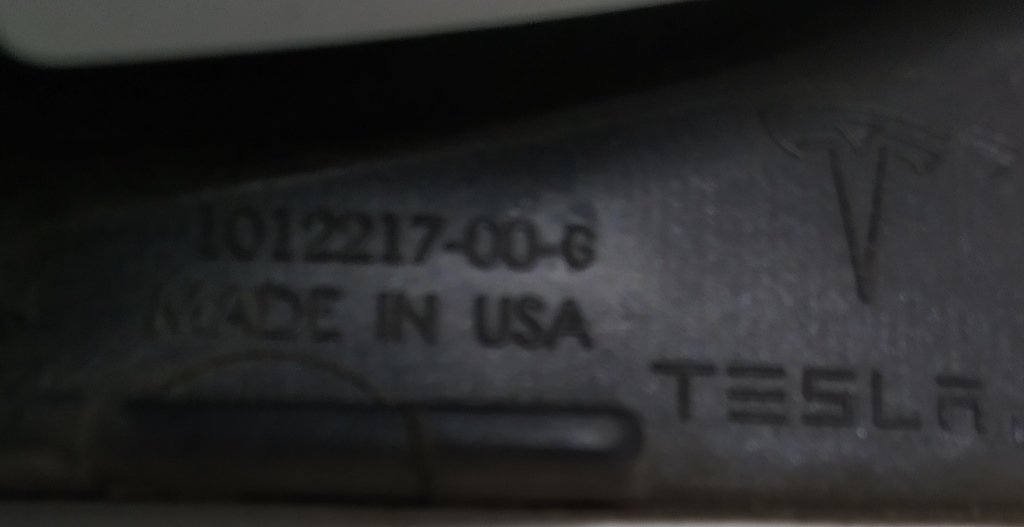 1012217-00-G
MADE IN USA
TESLA